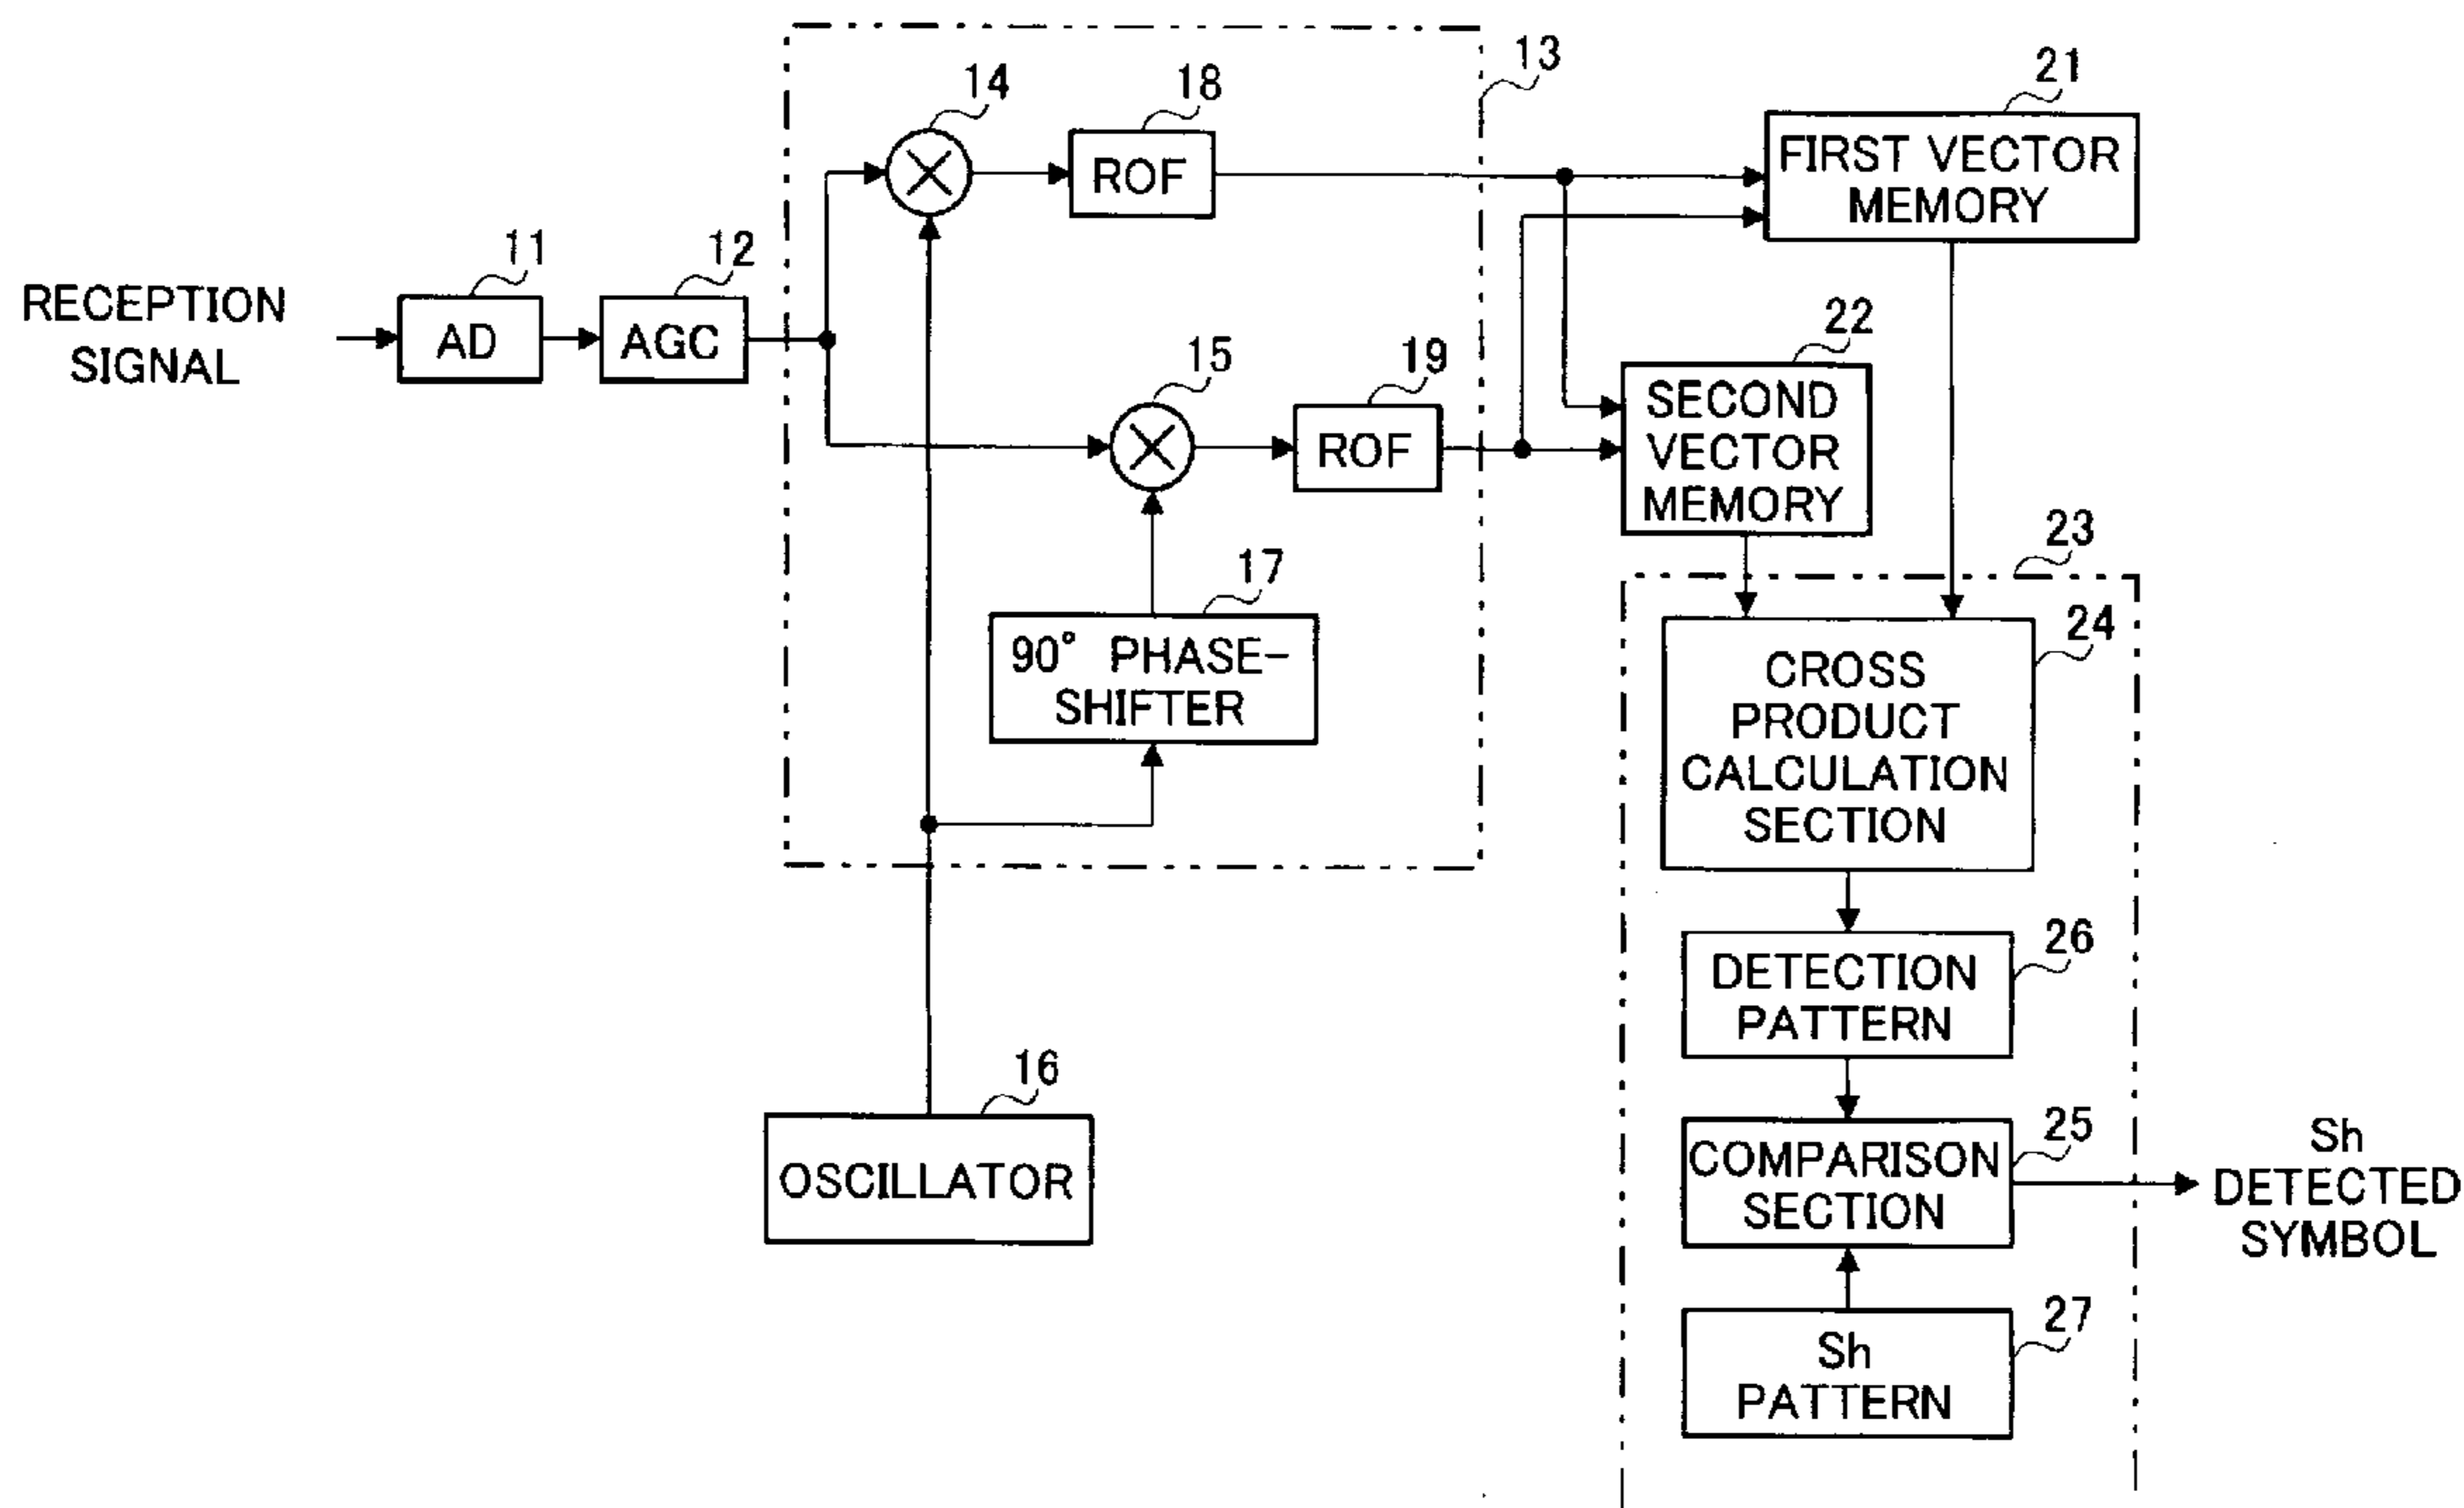 13
14
18
21
FIRST VECTOR
MEMORY
ROF
11
12
RECEPTION
SIGNAL
AD
AGC
15
19
22
ROF
SECOND
VECTOR
MEMORY
17
23
90° PHASE-
SHIFTER
24
CROSS
PRODUCT
CALCULATION
SECTION
26
DETECTION
PATTERN
16
OSCILLATOR
25
COMPARISON
SECTION
Sh
DETECTED
SYMBOL
27
Sh
PATTERN